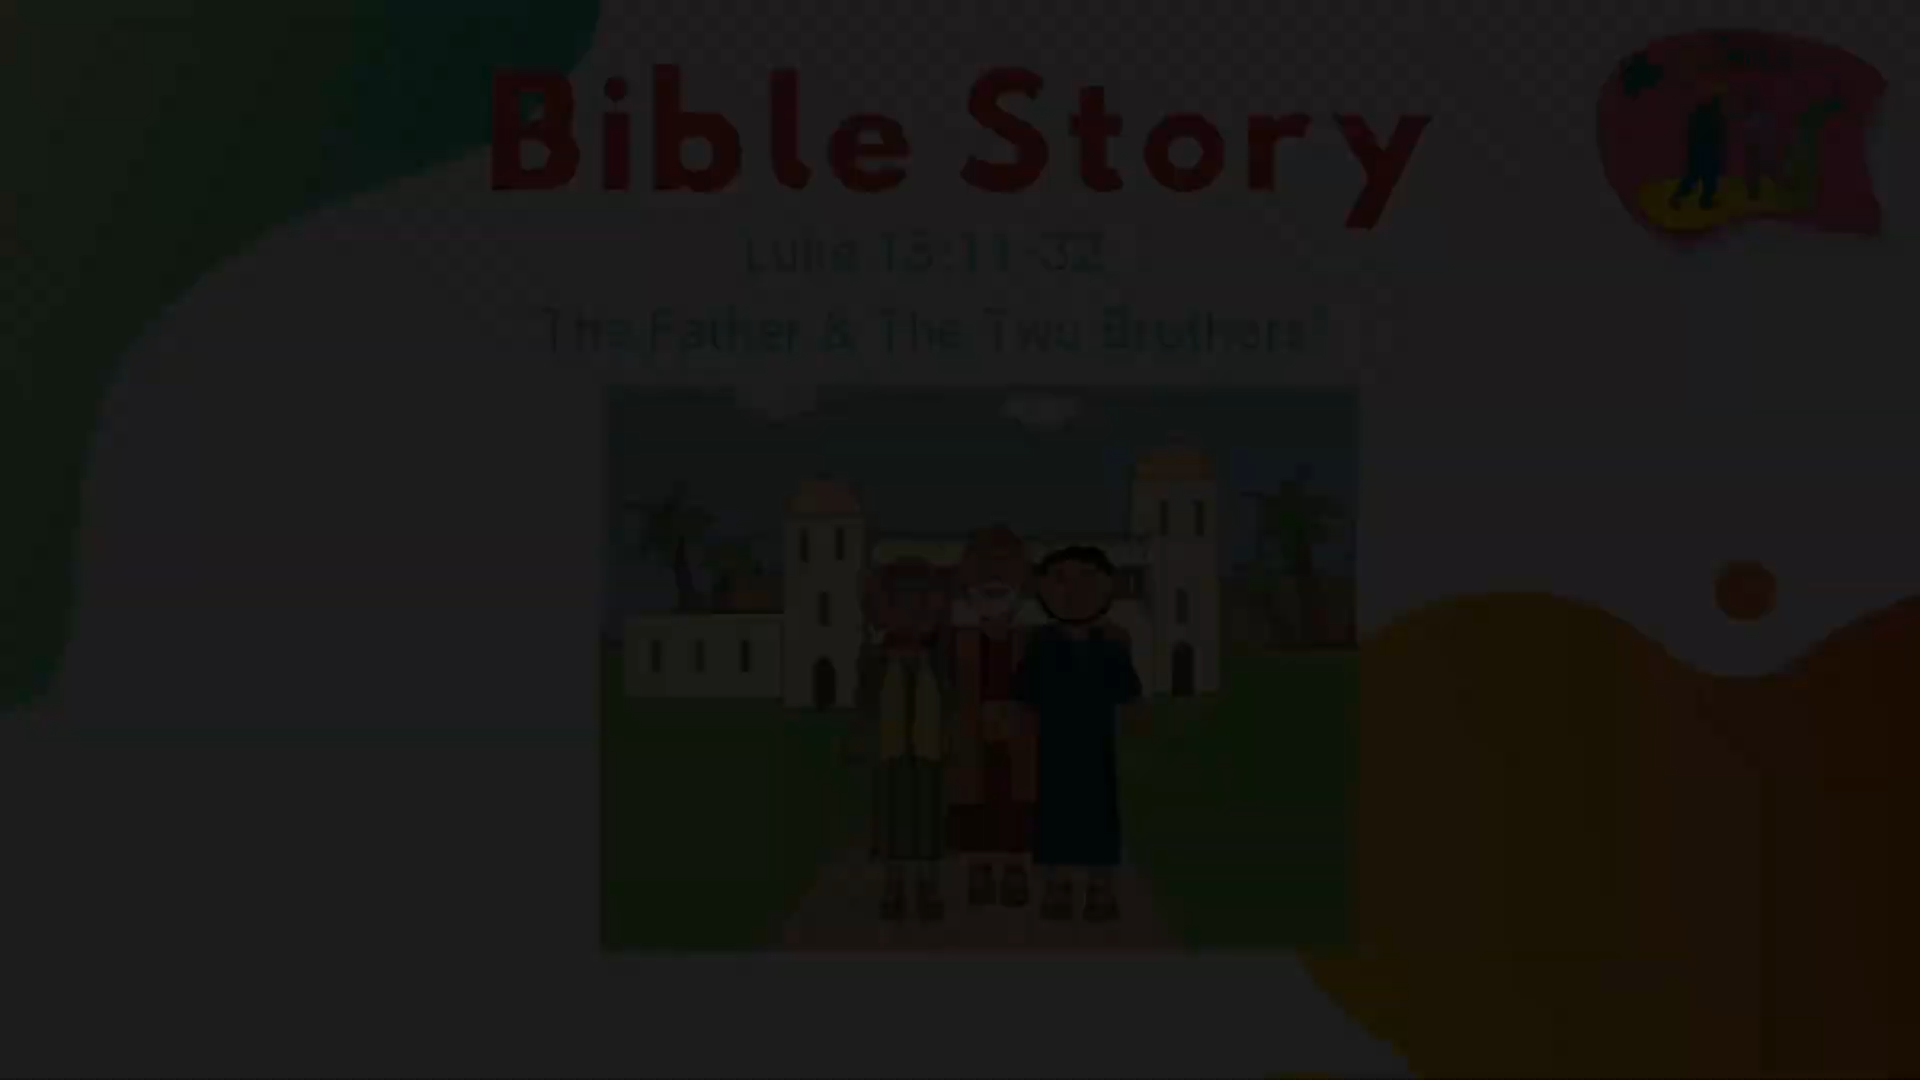 Bible Story
Luke 15:11-32
The Father & The Two Brothers"